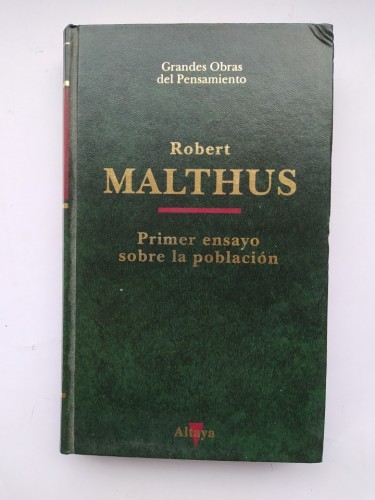 Grandes Obras
del Pensamiento
Robert
MALTHUS
Primer ensayo
sobre la población
Altaya